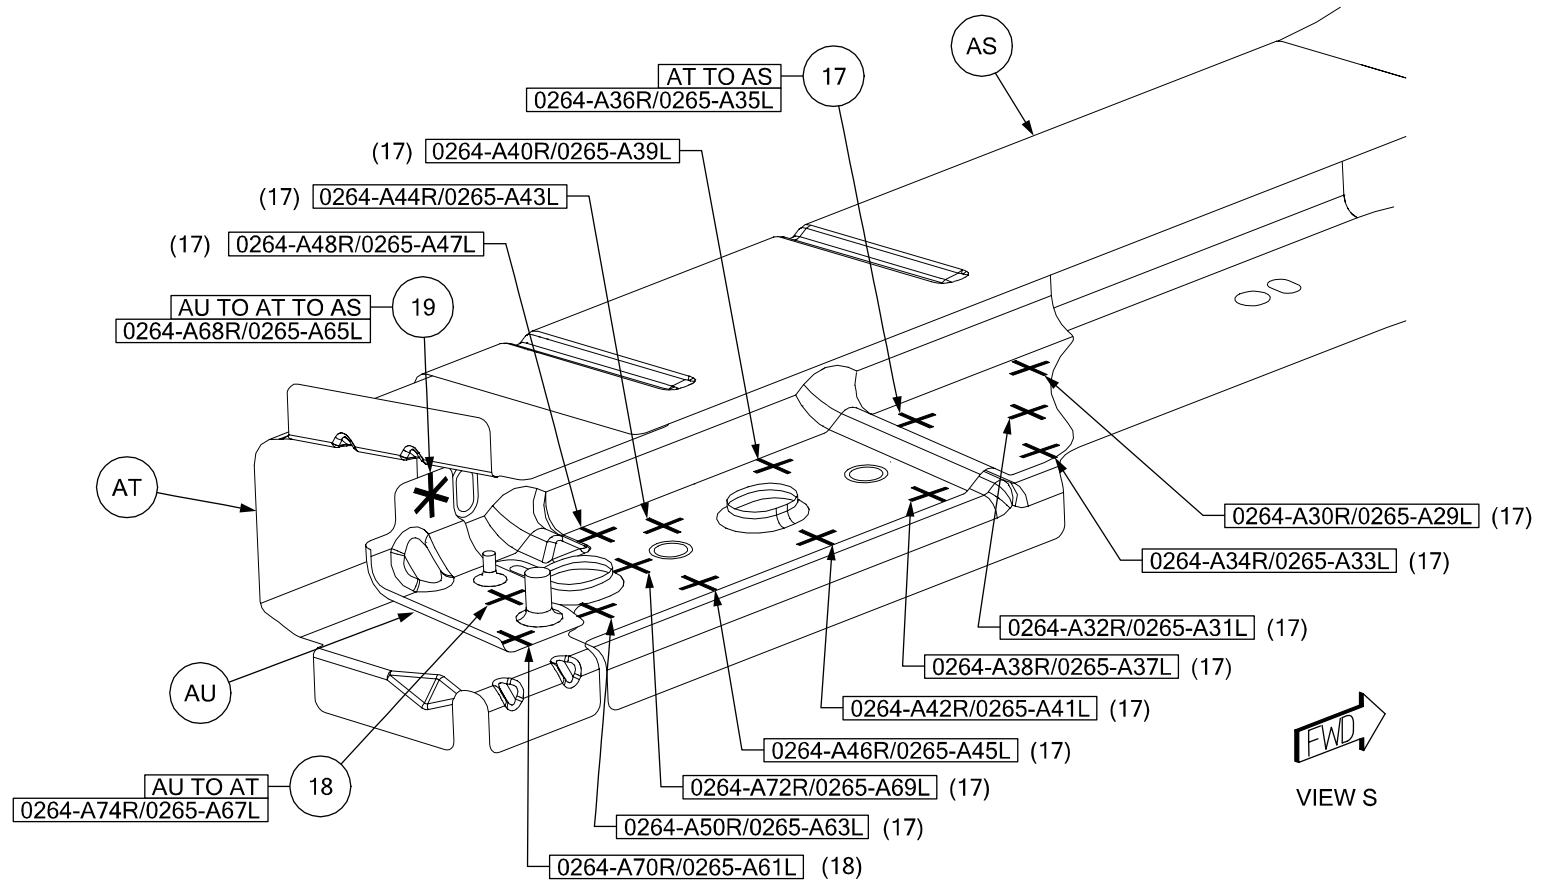 AS
AT TO AS
17
0264-A36R/0265-A35L
(17) 0264-A40R/0265-A39L
(17) 0264-A44R/0265-A43L
(17) 0264-A48R/0265-A47L
AU TO AT TO AS
19
0264-A68R/0265-A65L
AT
0264-A30R/0265-A29L (17)
0264-A34R/0265-A33L (17)
0264-A32R/0265-A31L (17)
0264-A38R/0265-A37L (17)
AU
0264-A42R/0265-A41L (17)
FWD
0264-A46R/0265-A45L (17)
AU TO AT
18
0264-A72R/0265-A69L (17)
VIEW S
0264-A74R/0265-A67L
0264-A50R/0265-A63L (17)
0264-A70R/0265-A61L (18)